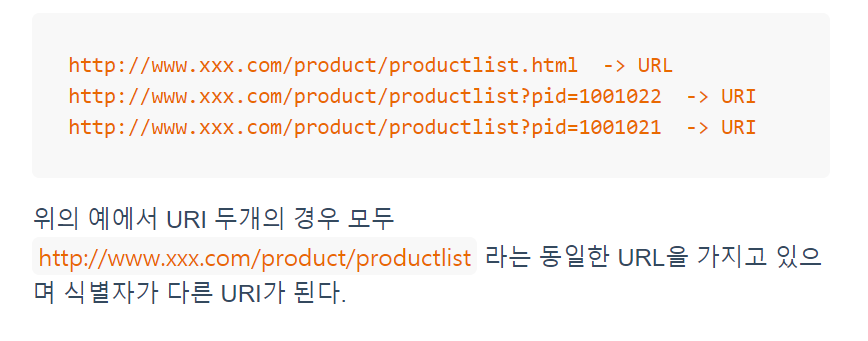 http://www.xxx.com/product/productlist.html  -> URL
http://www.xxx.com/product/productlist?pid=1001022  -> URI
http://www.xxx.com/product/productlist?pid=1001021  -> URI
위의 예에서 URI 두개의 경우 모두
http://www.xxx.com/product/productlist 라는 동일한 URL을 가지고 있으
며 식별자가 다른 URI가 된다.